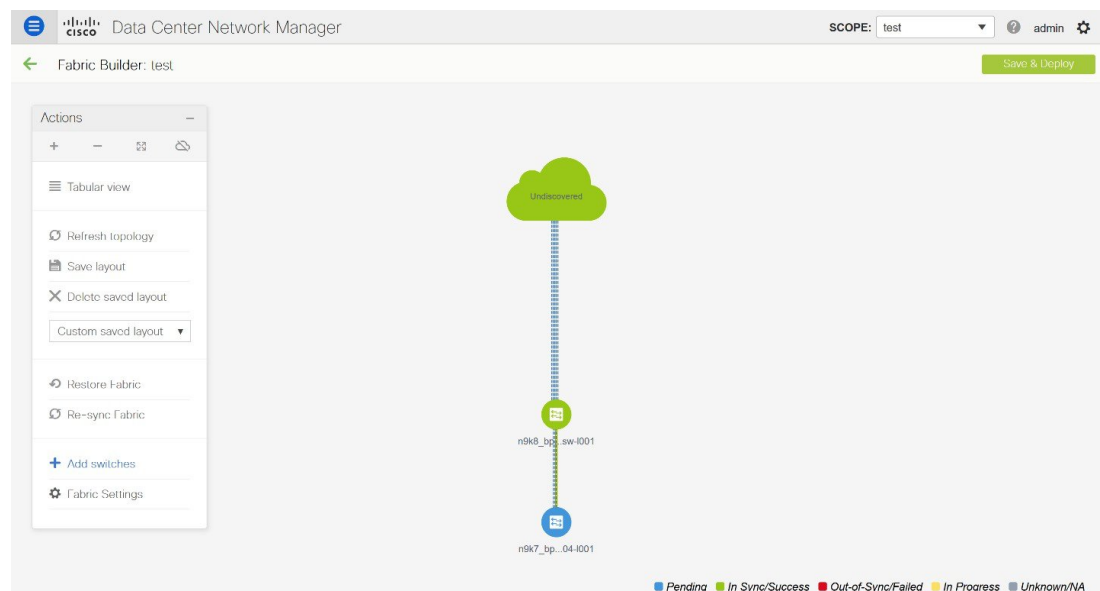 cisco Data Center Network Manager SCOPE: test admin
Fabric Builder: test Save & Deploy
Actions
Tabular view
Refresh topology
Save layout
Delete saved layout
Custom saved layout
Restore Fabric
Re-sync Fabric
Add switches
Fabric Settings
Undiscovered
n9k8_bp...sw-l001
n9k7_bp...04-l001
Pending In Sync/Success Out-of-Sync/Failed In Progress Unknown/NA